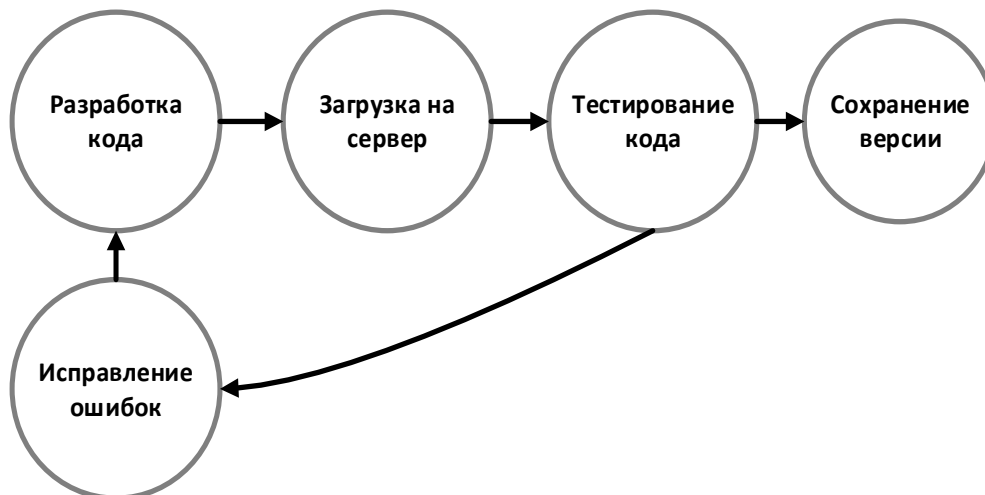 Разработка
кода
Загрузка на
сервер
Тестирование
кода
Сохранение
версии
Исправление
ошибок